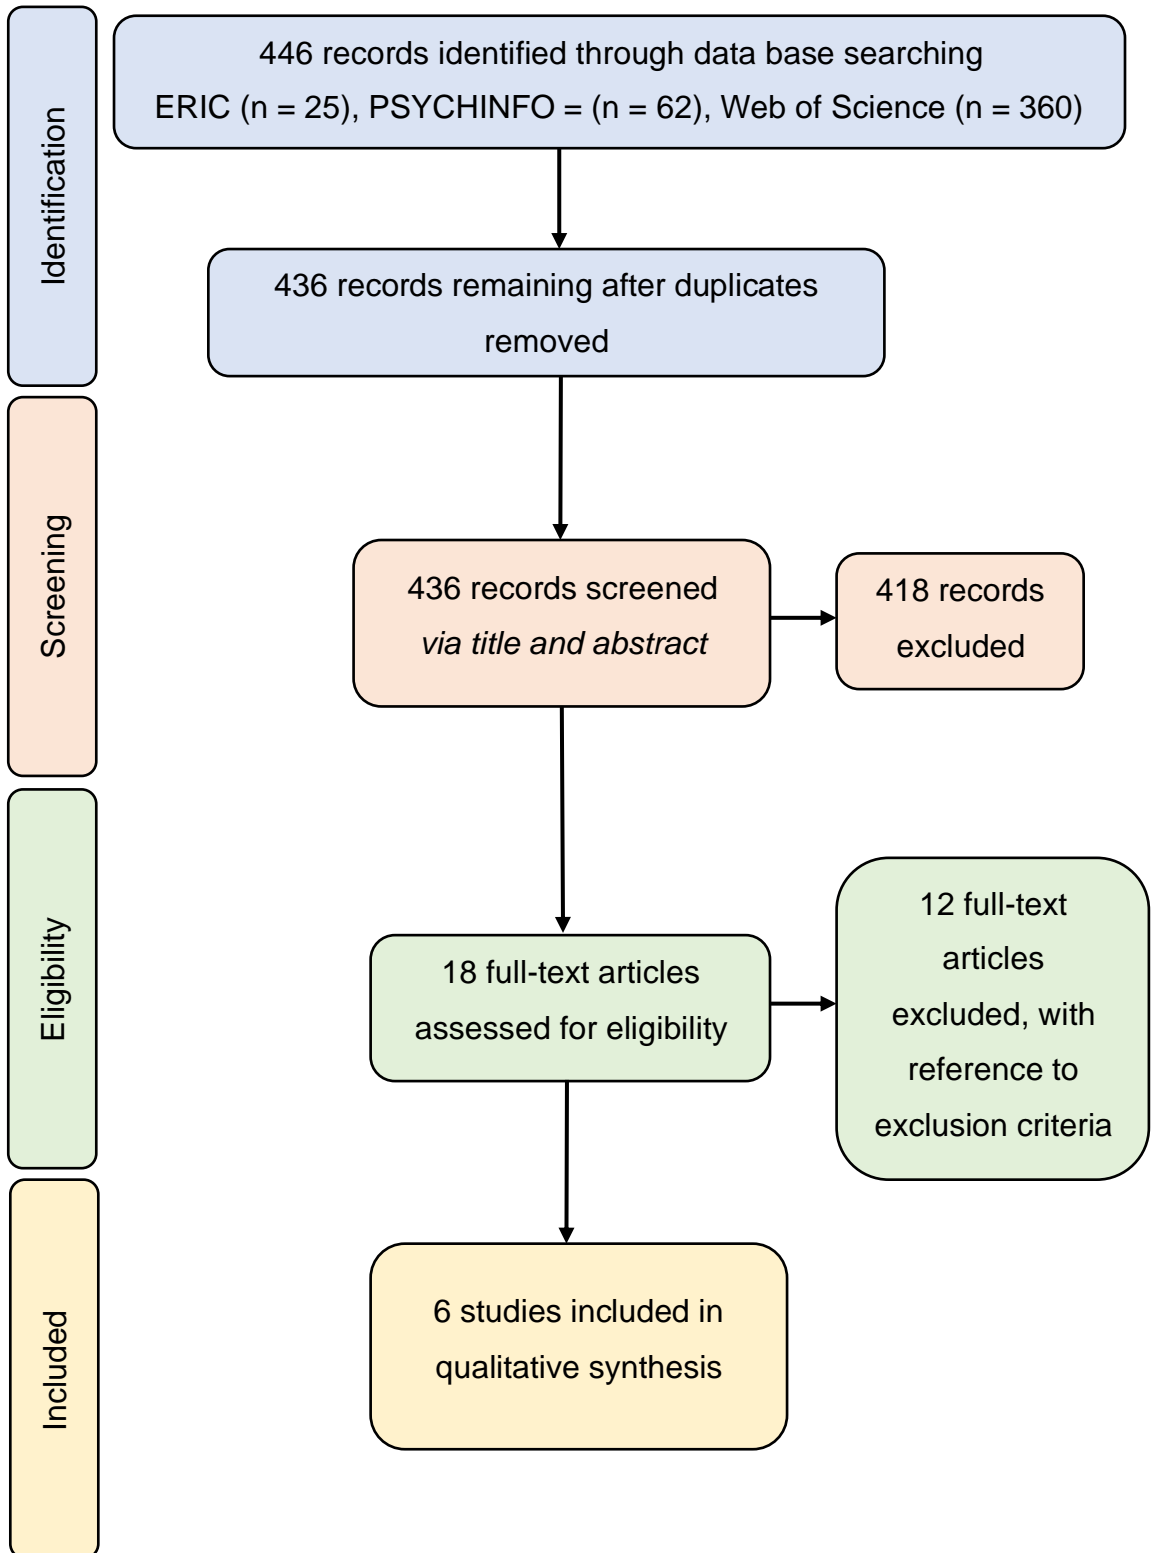 Identification
446 records identified through data base searching
ERIC (n = 25), PSYCHINFO = (n = 62), Web of Science (n = 360)
436 records remaining after duplicates
removed
Screening
436 records screened
via title and abstract
418 records
excluded
Eligibility
18 full-text articles
assessed for eligibility
12 full-text
articles
excluded, with
reference to
exclusion criteria
Included
6 studies included in
qualitative synthesis